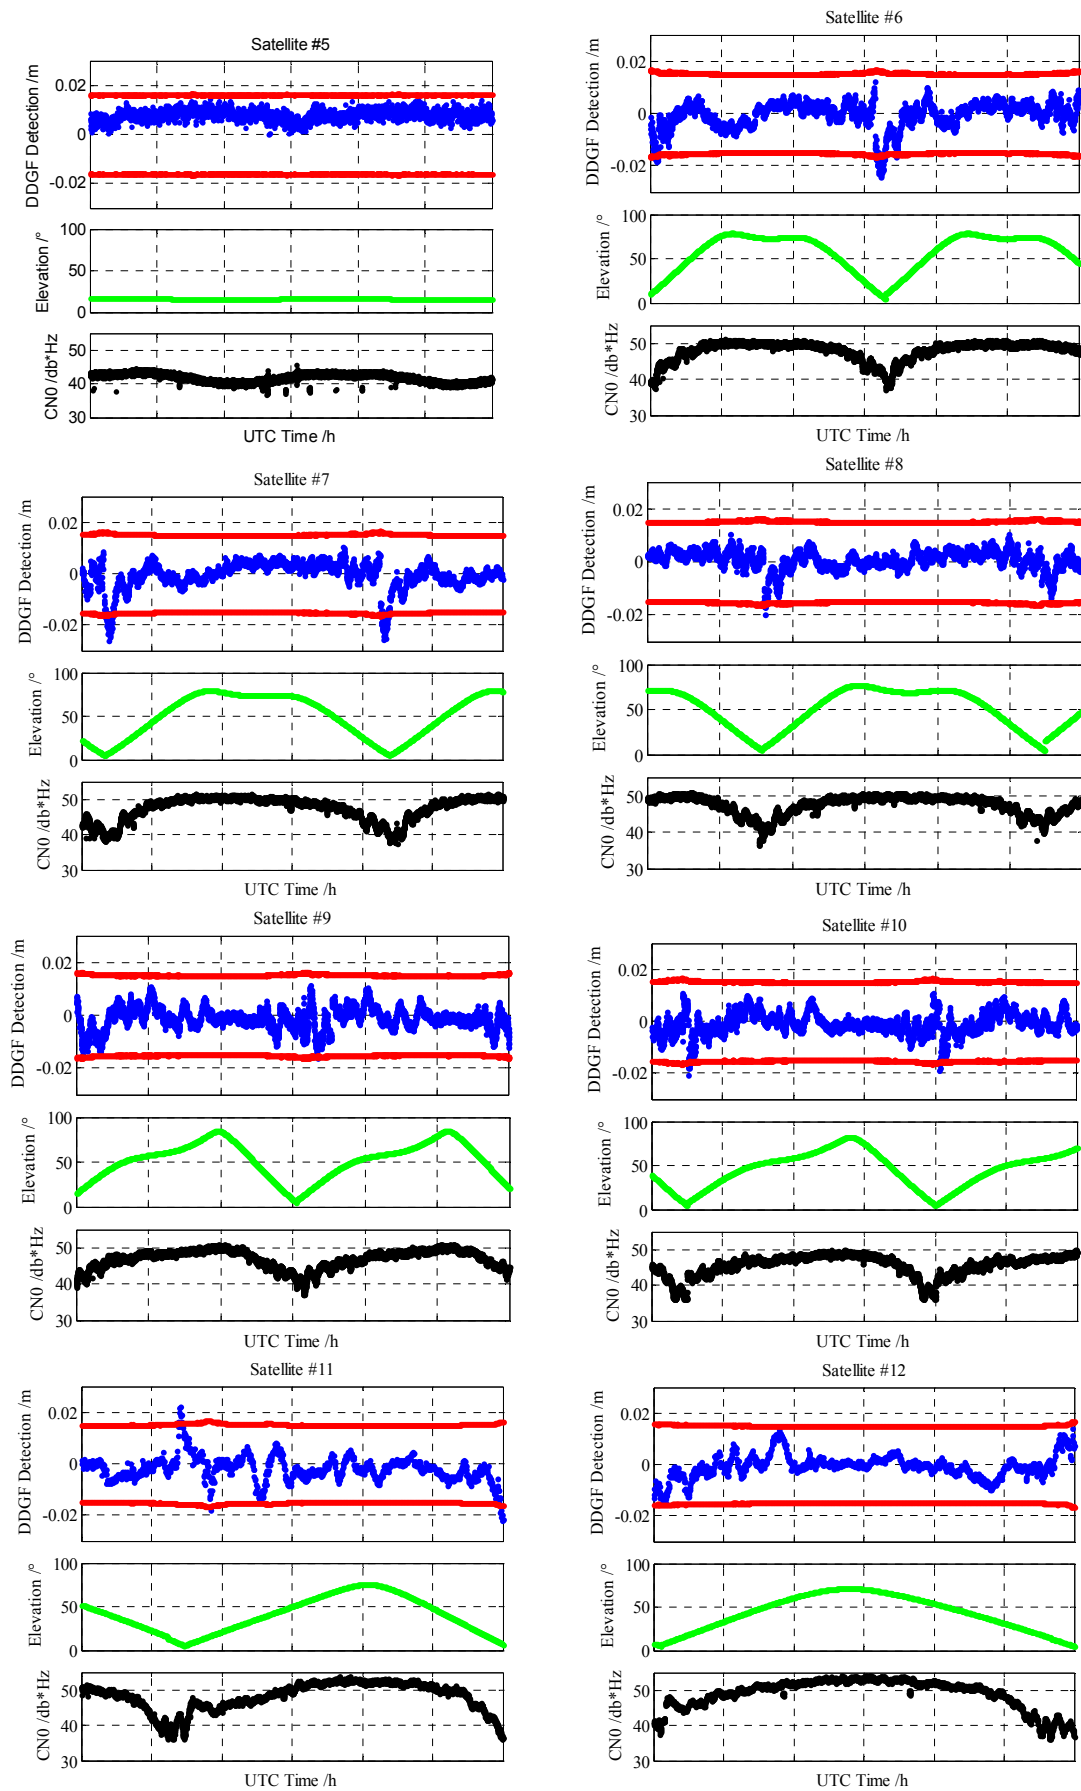 Satellite #5
DDGF Detection /m
0.02
0
-0.02
Elevation /°
100
50
0
CN0 /db*Hz
50
40
30
UTC Time /h
Satellite #6
DDGF Detection /m
0.02
0
-0.02
Elevation /°
100
50
0
CN0 /db*Hz
50
40
30
UTC Time /h
Satellite #7
DDGF Detection /m
0.02
0
-0.02
Elevation /°
100
50
0
CN0 /db*Hz
50
40
30
UTC Time /h
Satellite #8
DDGF Detection /m
0.02
0
-0.02
Elevation /°
100
50
0
CN0 /db*Hz
50
40
30
UTC Time /h
Satellite #9
DDGF Detection /m
0.02
0
-0.02
Elevation /°
100
50
0
CN0 /db*Hz
50
40
30
UTC Time /h
Satellite #10
DDGF Detection /m
0.02
0
-0.02
Elevation /°
100
50
0
CN0 /db*Hz
50
40
30
UTC Time /h
Satellite #11
DDGF Detection /m
0.02
0
-0.02
Elevation /°
100
50
0
CN0 /db*Hz
50
40
30
UTC Time /h
Satellite #12
DDGF Detection /m
0.02
0
-0.02
Elevation /°
100
50
0
CN0 /db*Hz
50
40
30
UTC Time /h